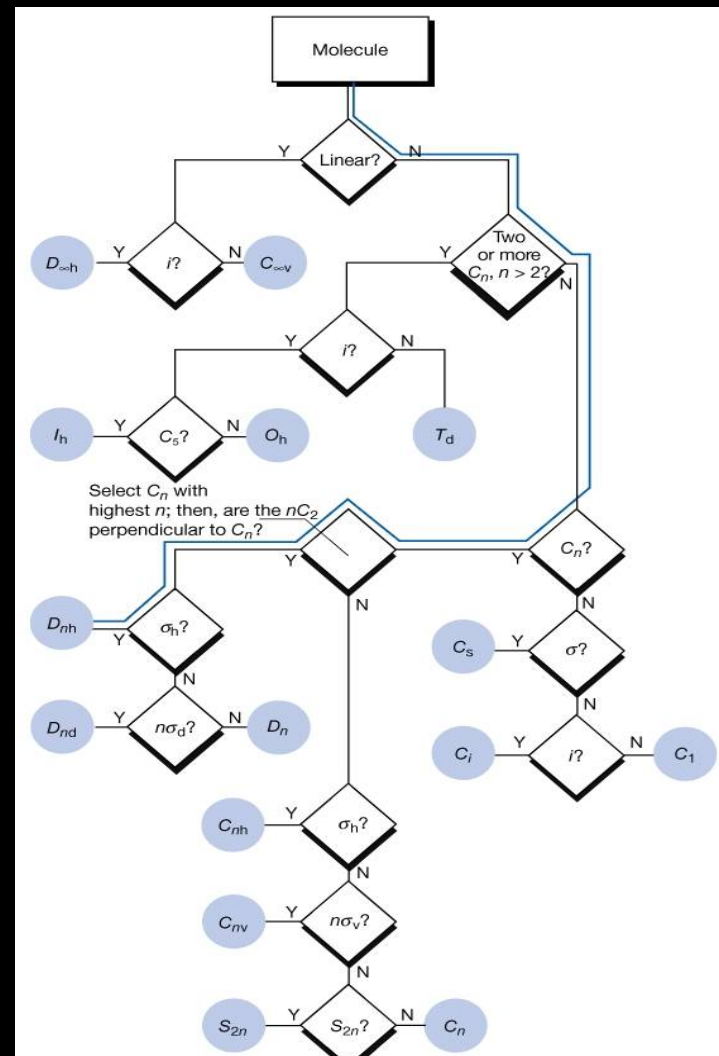 Molecule
Y
Linear?
N
D∞h
Y
i?
N
C∞v
Y
Two
or more
Cn, n > 2?
N
Y
i?
N
Ih
Y
C5?
N
Oh
Td
Select Cn with
highest n; then, are the nC2
perpendicular to Cn?
Y
N
Y
Cn?
N
Dnh
Y
σh?
N
Dnd
Y
nσd?
N
Dn
Cs
Y
σ?
N
Ci
Y
i?
N
C1
Cnh
Y
σh?
N
Cnv
Y
nσv?
N
S2n
Y
S2n?
N
Cn